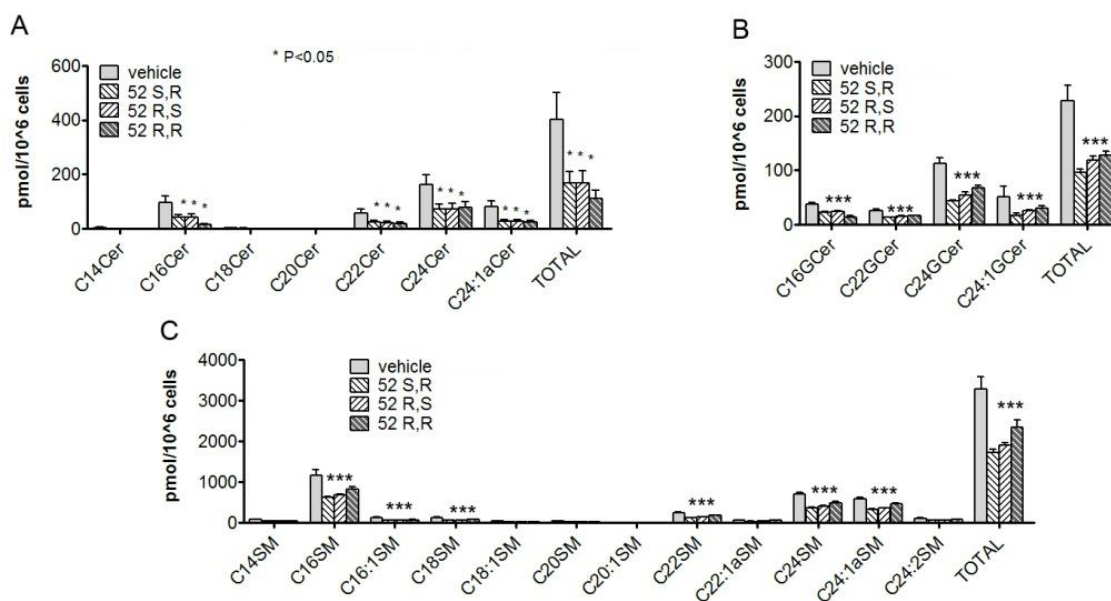 A
* P<0.05
pmol/10^6 cells
600
400
200
0
vehicle
52 S,R
52 R,S
52 R,R
* * *
* * *
* * *
* * *
* * *
C14Cer
C16Cer
C18Cer
C20Cer
C22Cer
C24Cer
C24:1aCer
TOTAL
B
pmol/10^6 cells
300
200
100
0
vehicle
52 S,R
52 R,S
52 R,R
***
***
***
***
***
C16GCer
C22GCer
C24GCer
C24:1GCer
TOTAL
C
pmol/10^6 cells
4000
3000
2000
1000
0
vehicle
52 S,R
52 R,S
52 R,R
***
***
***
***
***
***
***
C14SM
C16SM
C16:1SM
C18SM
C18:1SM
C20SM
C20:1SM
C22SM
C22:1aSM
C24SM
C24:1aSM
C24:2SM
TOTAL